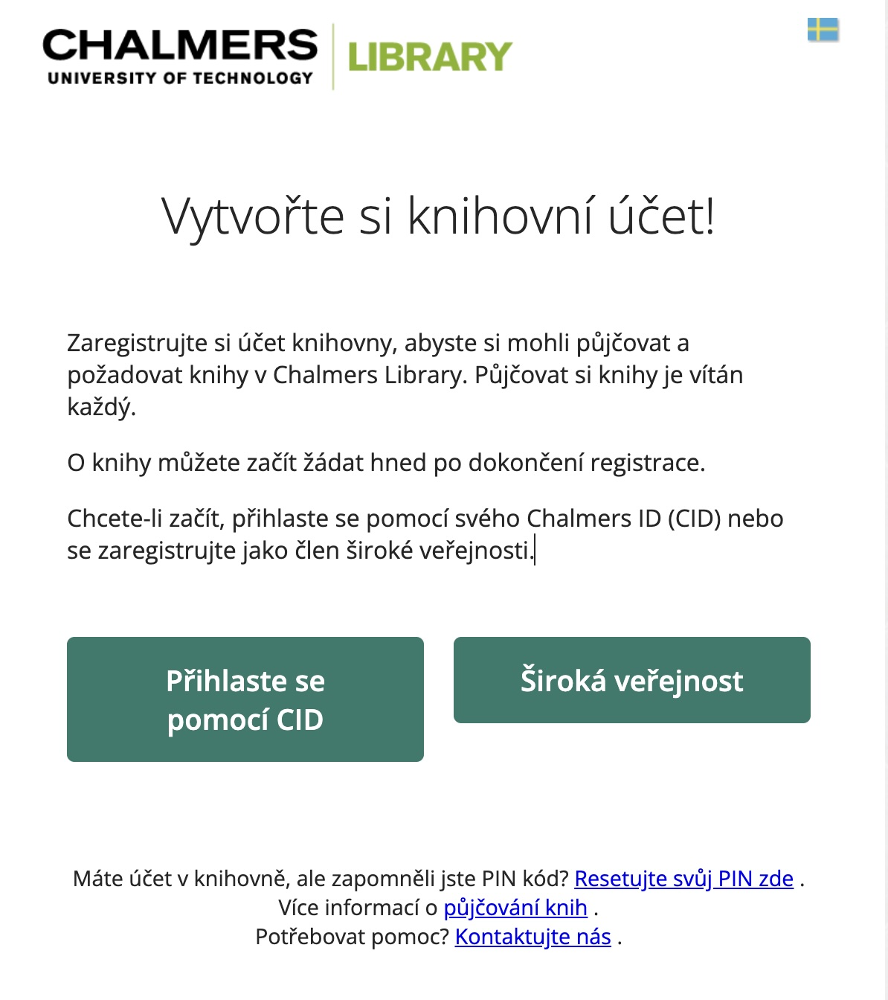 CHALMERS
UNIVERSITY OF TECHNOLOGY
LIBRARY
Vytvořte si knihovní účet!
Zaregistrujte si účet knihovny, abyste si mohli půjčovat a
požadovat knihy v Chalmers Library. Půjčovat si knihy je vítán
každý.
O knihy můžete začít žádat hned po dokončení registrace.
Chcete-li začít, přihlaste se pomocí svého Chalmers ID (CID) nebo
se zaregistrujte jako člen široké veřejnosti.
Přihlaste se
pomocí CID
Široká veřejnost
Máte účet v knihovně, ale zapomněli jste PIN kód? Resetujte svůj PIN zde .
Více informací o půjčování knih .
Potřebovat pomoc? Kontaktujte nás .